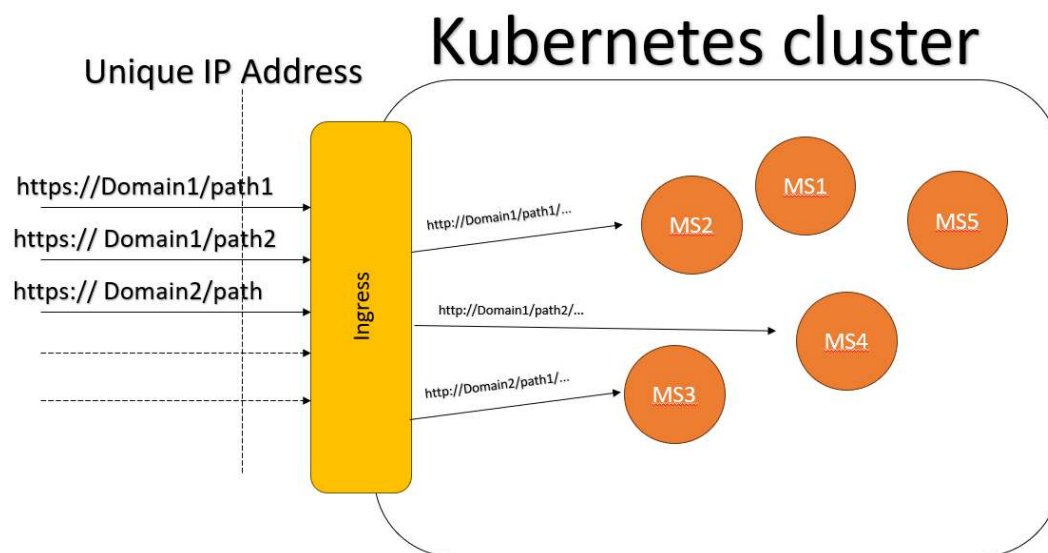 Kubernetes cluster
Unique IP Address
https://Domain1/path1
https:// Domain1/path2
https:// Domain2/path
Ingress
http://Domain1/path1/...
http://Domain1/path2/...
http://Domain2/path1/...
MS1
MS2
MS5
MS4
MS3